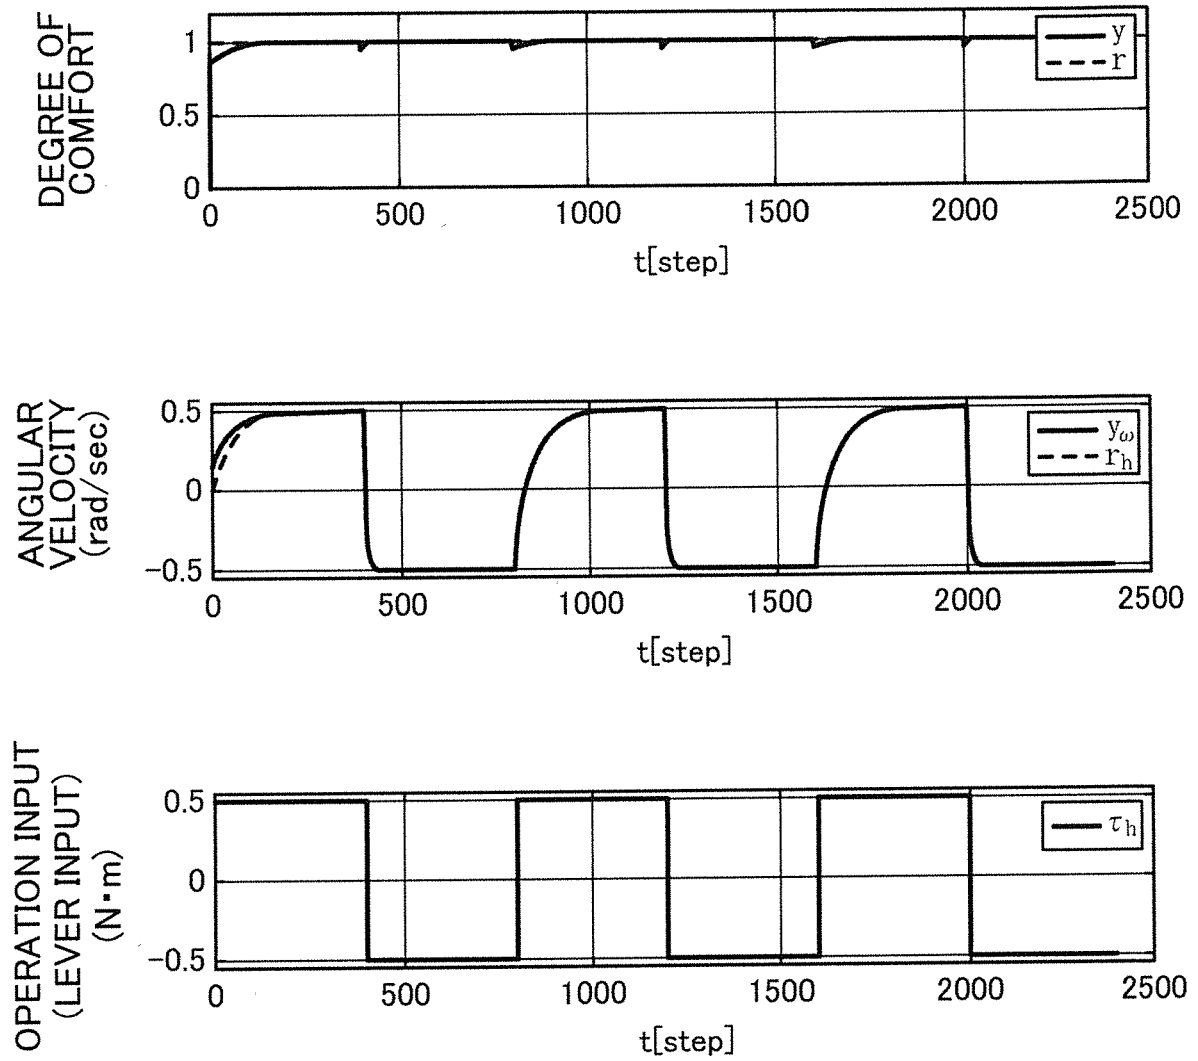 DEGREE OF
COMFORT
1
0.5
0
0 500 1000 1500 2000 2500
t[step]
y
r
ANGULAR
VELOCITY
(rad/sec)
0.5
0
-0.5
0 500 1000 1500 2000 2500
t[step]
yω
rh
OPERATION INPUT
(LEVER INPUT)
(N·m)
0.5
0
-0.5
0 500 1000 1500 2000 2500
t[step]
τh